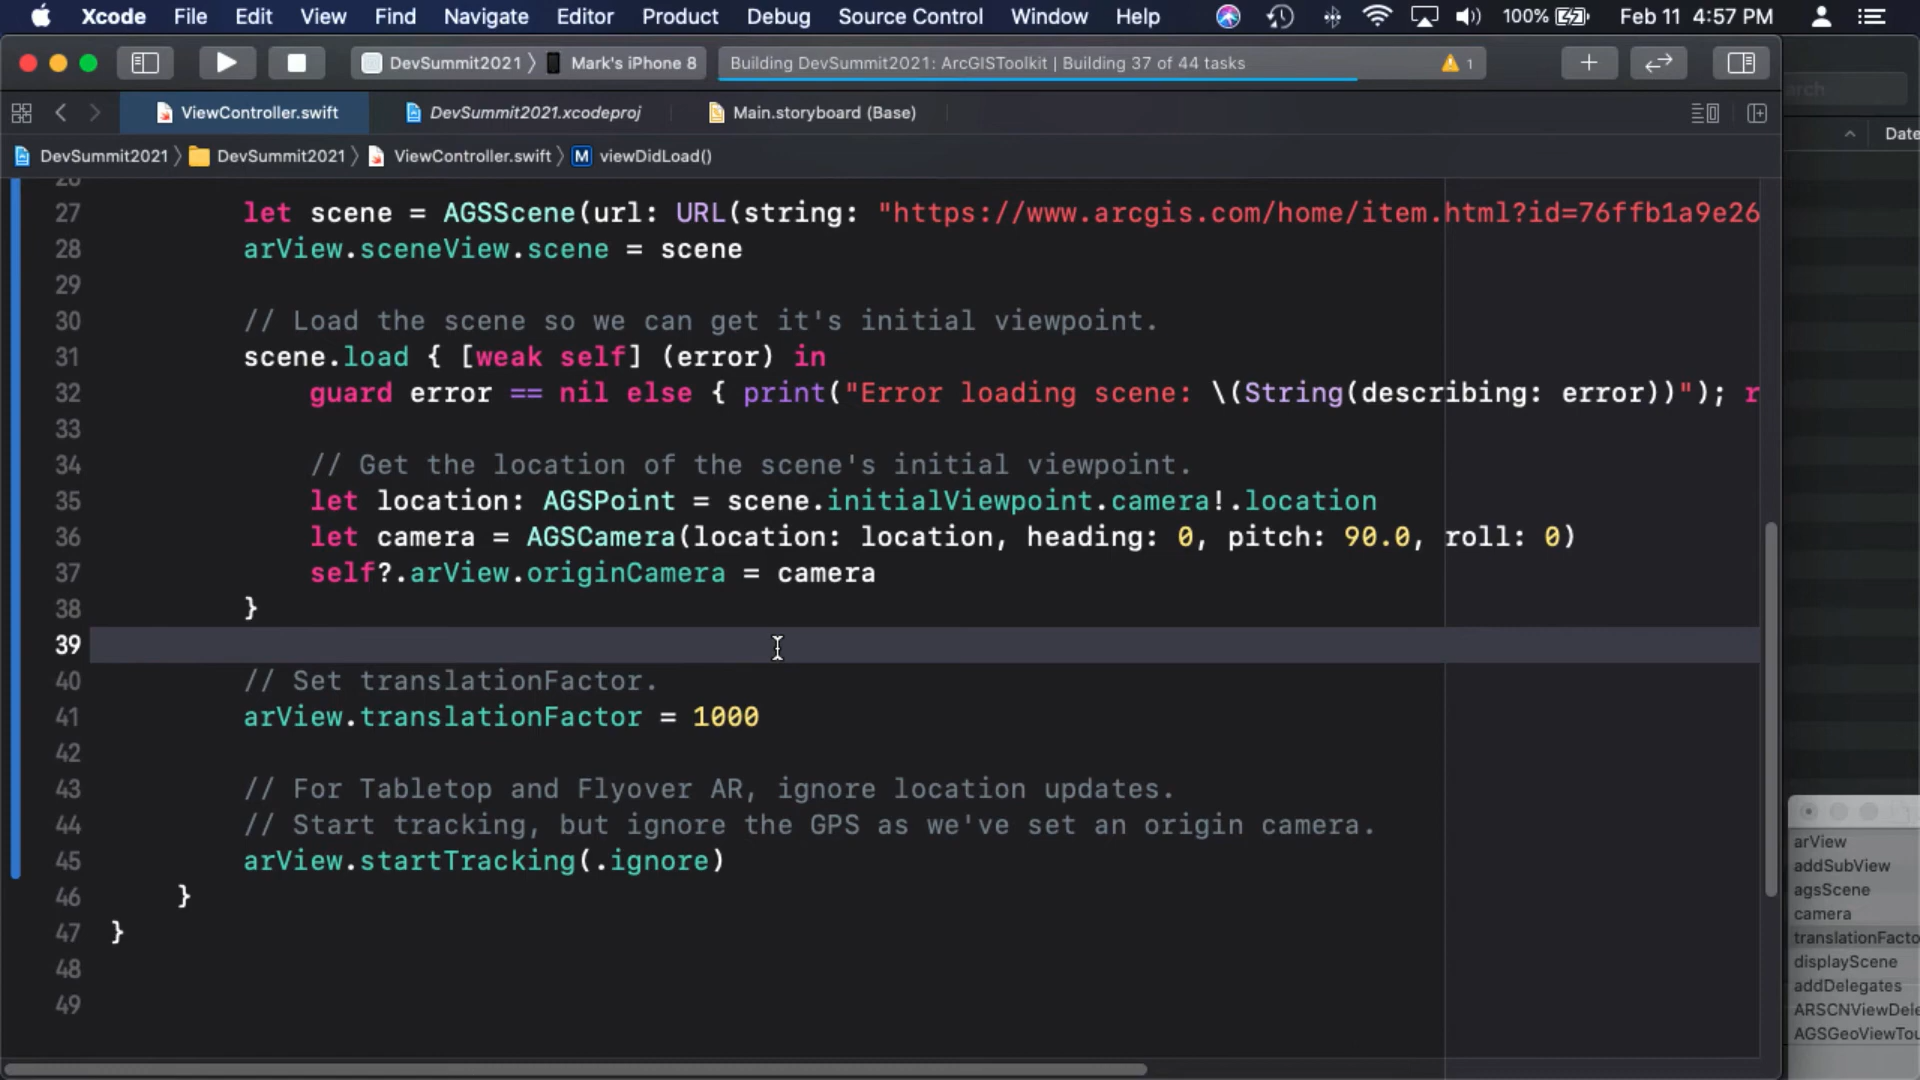 Xcode File Edit View Find Navigate Editor Product Debug Source Control Window Help 100% Feb 11 4:57 PM
DevSummit2021 〉 Mark's iPhone 8 Building DevSummit2021: ArcGISToolkit | Building 37 of 44 tasks 1
ViewController.swift DevSummit2021.xcodeproj Main.storyboard (Base)
DevSummit2021 〉 DevSummit2021 〉 ViewController.swift 〉 M viewDidLoad()
Date
26
27 let scene = AGSScene(url: URL(string: "https://www.arcgis.com/home/item.html?id=76ffb1a9e26
28 arView.sceneView.scene = scene
29
30 // Load the scene so we can get it's initial viewpoint.
31 scene.load { [weak self] (error) in
32 guard error == nil else { print("Error loading scene: \(String(describing: error))"); r
33
34 // Get the location of the scene's initial viewpoint.
35 let location: AGSPoint = scene.initialViewpoint.camera!.location
36 let camera = AGSCamera(location: location, heading: 0, pitch: 90.0, roll: 0)
37 self?.arView.originCamera = camera
38 }
39
40 // Set translationFactor.
41 arView.translationFactor = 1000
42
43 // For Tabletop and Flyover AR, ignore location updates.
44 // Start tracking, but ignore the GPS as we've set an origin camera.
45 arView.startTracking(.ignore)
46 }
47 }
48
49
arView
addSubView
agsScene
camera
translationFacto
displayScene
addDelegates
ARSCNViewDele
AGSGeoViewTou